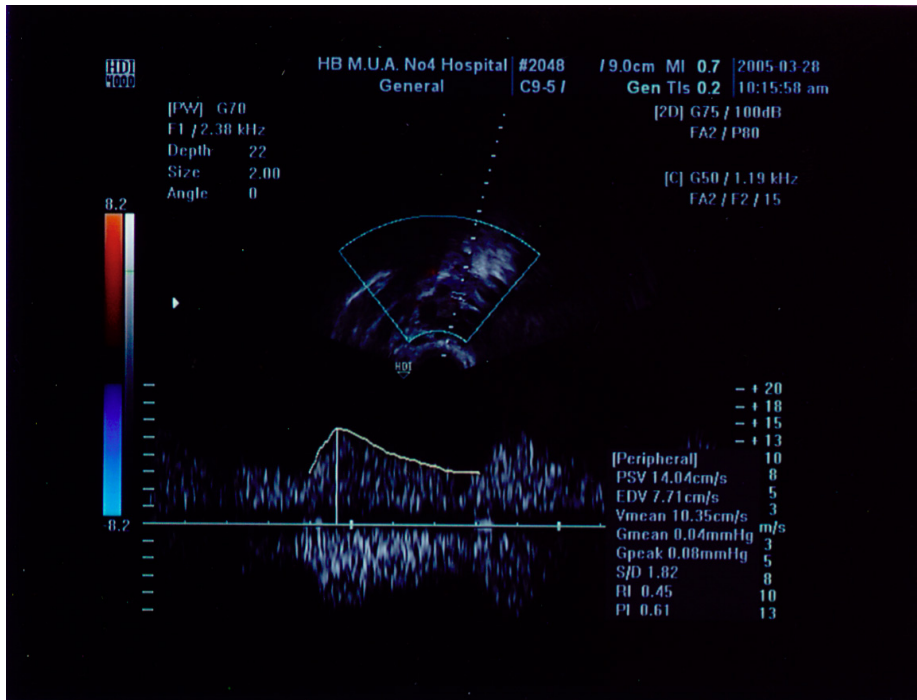 HDI
4000
HB M.U.A. No4 Hospital #2048 / 9.0cm MI 0.7 2005-03-28
General C9-5 / Gen TIs 0.2 10:15:58 am
[PW] G70
F1 / 2.38 kHz
Depth 22
Size 2.00
Angle 0
[2D] G75 / 100dB
FA2 / P80
[C] G50 / 1.19 kHz
FA2 / F2 / 15
8.2
-8.2
HDI
+ 20
+ 18
+ 15
+ 13
10
8
5
3
m/s
3
5
8
10
13
[Peripheral]
PSV 14.04cm/s
EDV 7.71cm/s
Vmean 10.35cm/s
Gmean 0.04mmHg
Gpeak 0.08mmHg
S/D 1.82
RI 0.45
PI 0.61